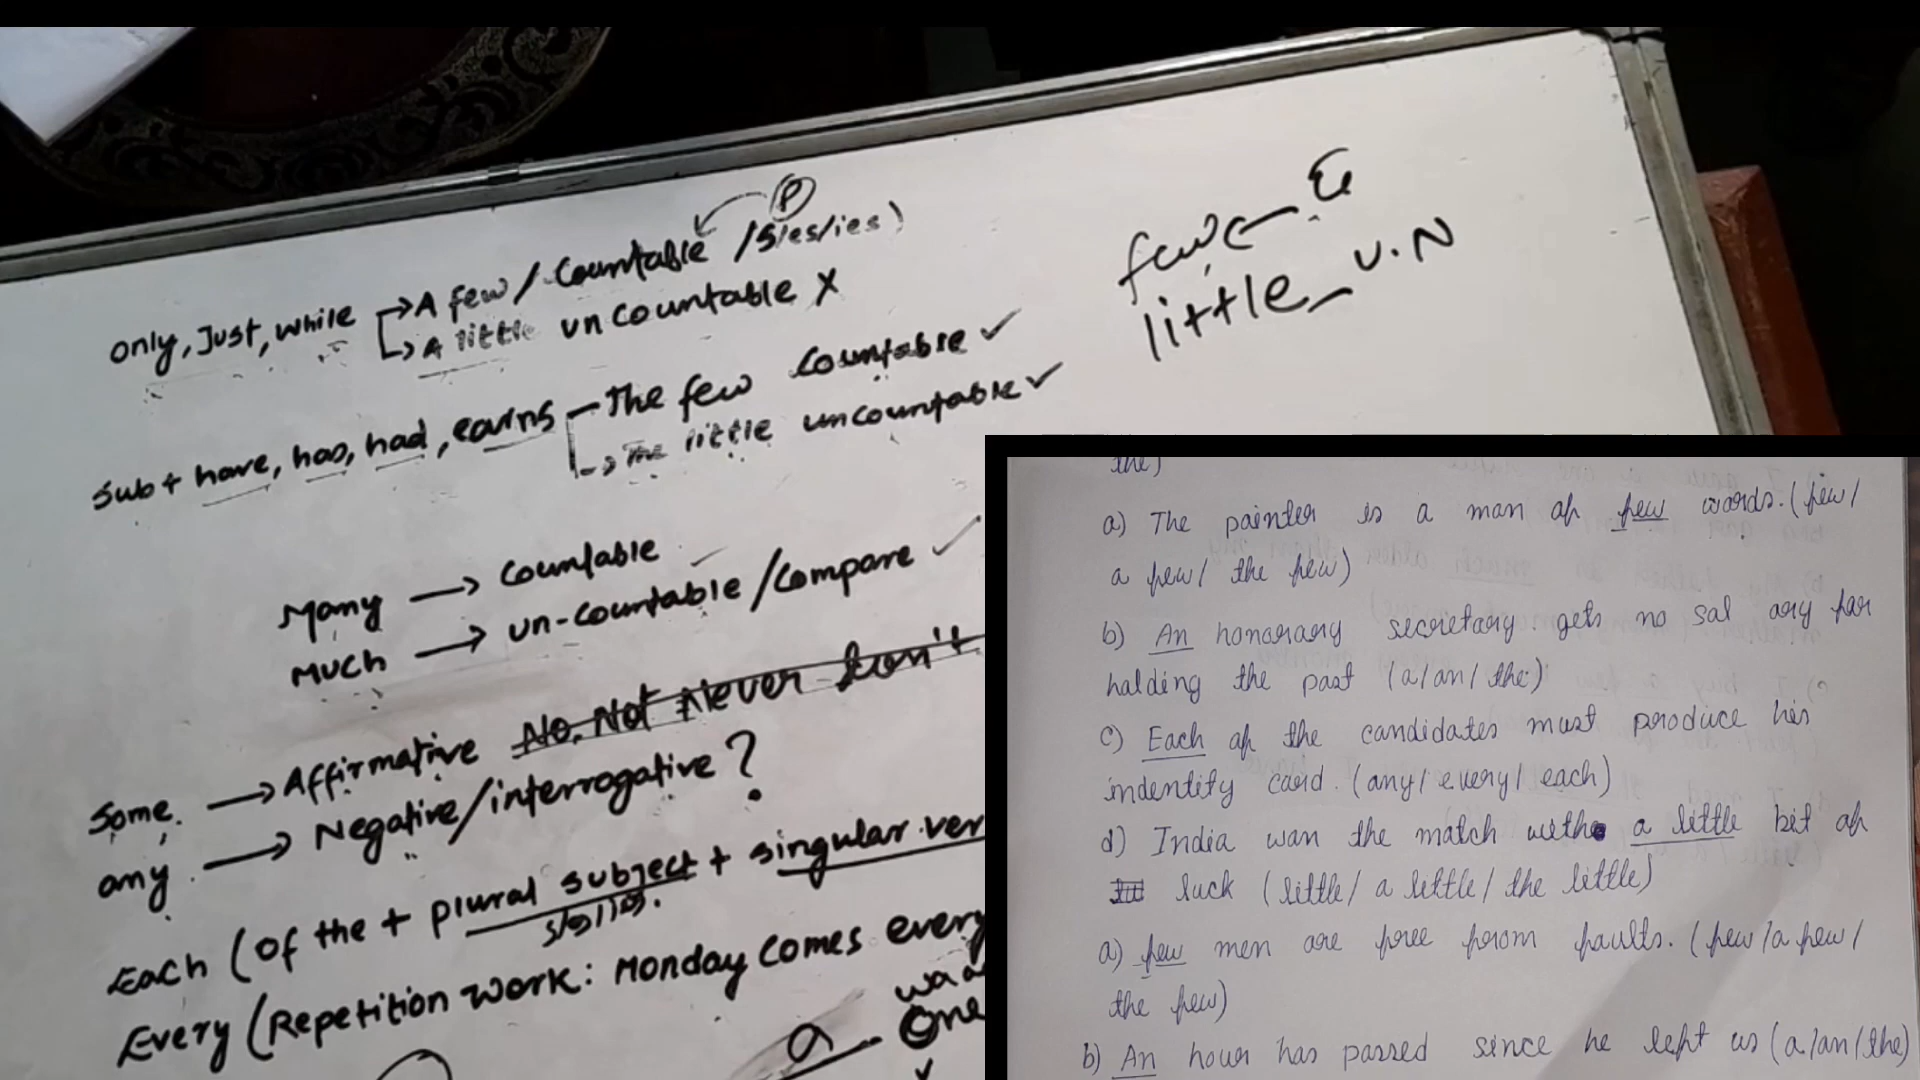 only, Just, while → A few / Countable / s/es/ies) P
→ A little uncountable X
Sub + have, has, had, earns – The few Countable ✓
→ The little uncountable ✓
few
little – U.N
Many → Countable
Much → un-countable / Compare ✓
Some. → Affirmative No, Not Never don't
any. → Negative/interrogative ?
Each (of the + plural subject + singular ver
Every (Repetition work: Monday comes every
a One
the)
a) The painter is a man of few words. (few /
a few / the few)
b) An honarary secretary. gets no sal ary for
holding the post (a/an/ the)
c) Each of the candidates must produce his
indentity card. (any/ every/ each)
d) India won the match with a little bit of
luck (little/ a little/ the little)
a) few men are free from faults. (few /a few /
the few)
b) An hour has passed since he left us (a/an/the)